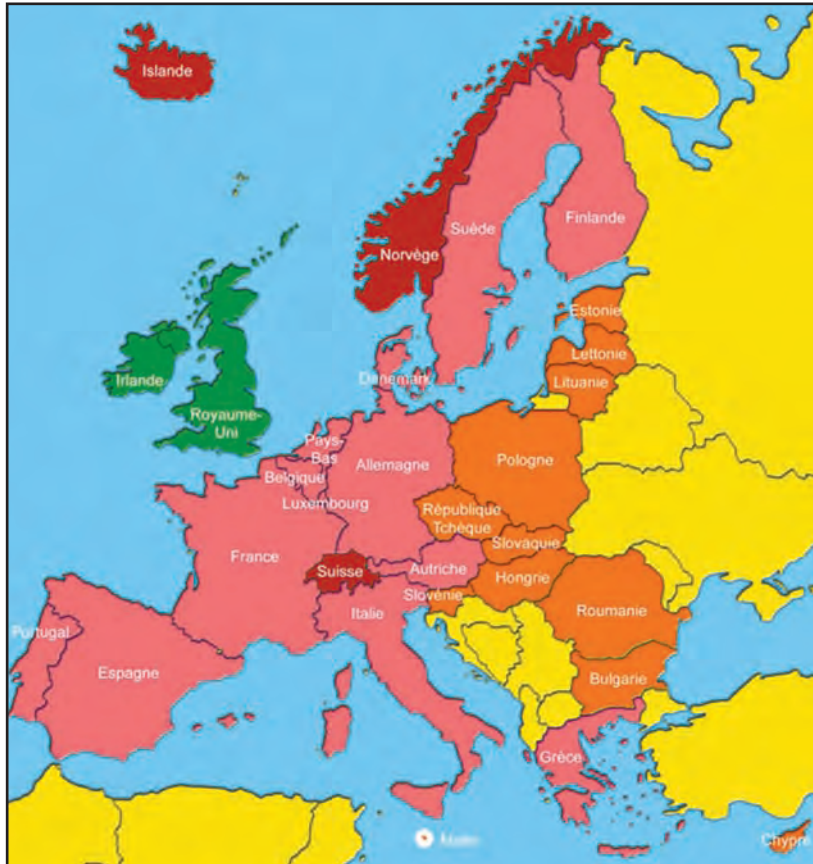 Islande
Finlande
Suède
Norvège
Estonie
Lettonie
Danemark
Lituanie
Irlande
Royaume-
Uni
Pays-
Bas
Pologne
Allemagne
Belgique
Luxembourg
République
Tchèque
Slovaquie
France
Autriche
Suisse
Hongrie
Slovénie
Roumanie
Italie
Portugal
Espagne
Bulgarie
Grèce
Chypre